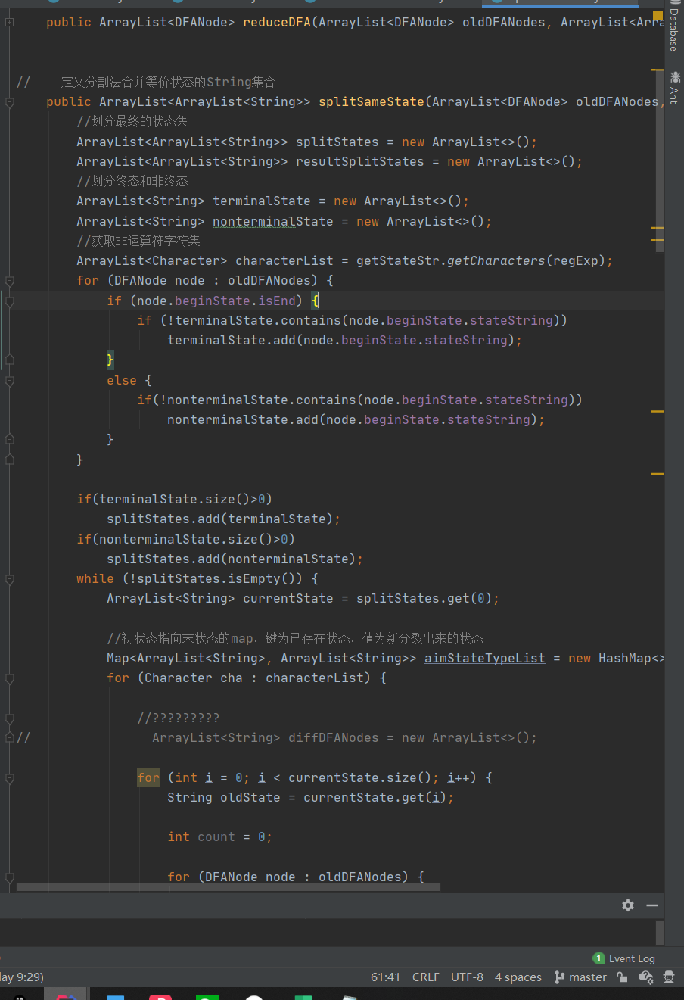 public ArrayList<DFANode> reduceDFA(ArrayList<DFANode> oldDFANodes, ArrayList<Arra
//    定义分割法合并等价状态的String集合
public ArrayList<ArrayList<String>> splitSameState(ArrayList<DFANode> oldDFANodes,
//划分最终的状态集
ArrayList<ArrayList<String>> splitStates = new ArrayList<>();
ArrayList<ArrayList<String>> resultSplitStates = new ArrayList<>();
//划分终态和非终态
ArrayList<String> terminalState = new ArrayList<>();
ArrayList<String> nonterminalState = new ArrayList<>();
//获取非运算符字符集
ArrayList<Character> characterList = getStateStr.getCharacters(regExp);
for (DFANode node : oldDFANodes) {
if (node.beginState.isEnd) {
if (!terminalState.contains(node.beginState.stateString))
terminalState.add(node.beginState.stateString);
}
else {
if(!nonterminalState.contains(node.beginState.stateString))
nonterminalState.add(node.beginState.stateString);
}
}
if(terminalState.size()>0)
splitStates.add(terminalState);
if(nonterminalState.size()>0)
splitStates.add(nonterminalState);
while (!splitStates.isEmpty()) {
ArrayList<String> currentState = splitStates.get(0);
//初状态指向末状态的map，键为已存在状态，值为新分裂出来的状态
Map<ArrayList<String>, ArrayList<String>> aimStateTypeList = new HashMap<>
for (Character cha : characterList) {
//?????????
//                ArrayList<String> diffDFANodes = new ArrayList<>();
for (int i = 0; i < currentState.size(); i++) {
String oldState = currentState.get(i);
int count = 0;
for (DFANode node : oldDFANodes) {
Database
Ant
1 Event Log
lay 9:29)
61:41 CRLF UTF-8 4 spaces master